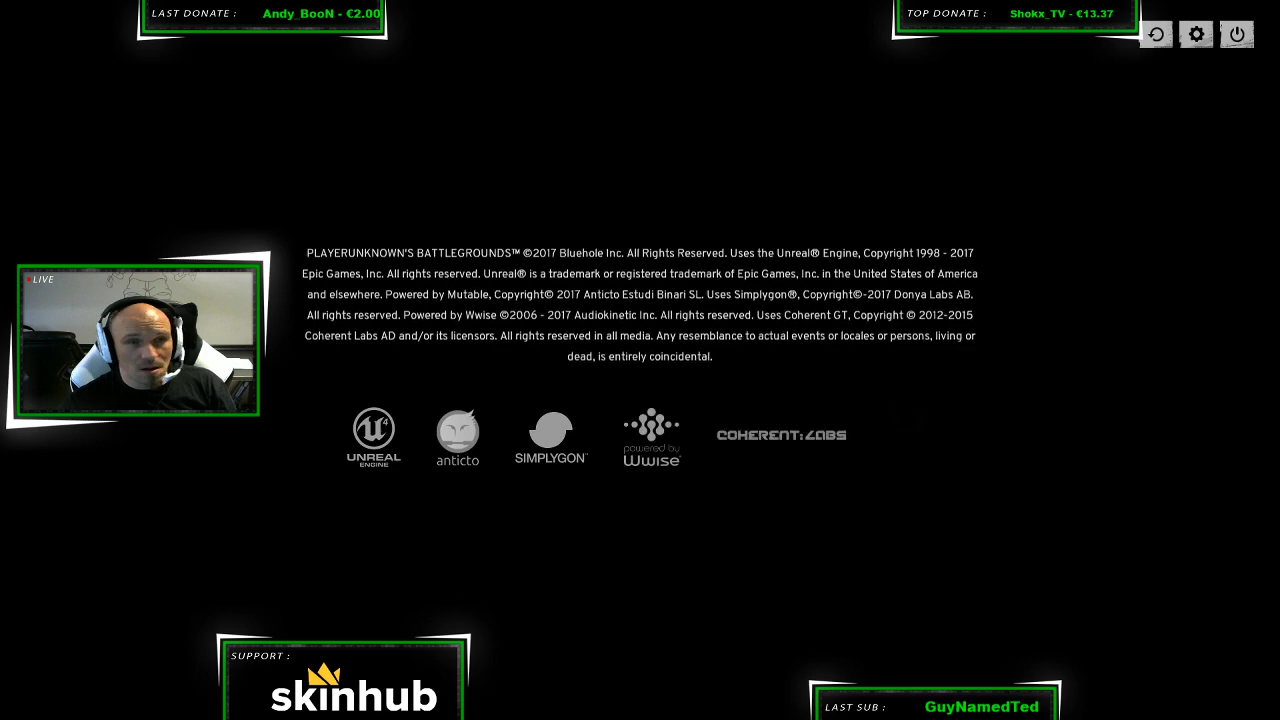 LAST DONATE : Andy_BooN - €2.00
TOP DONATE : Shokx_TV - €13.37
PLAYERUNKNOWN'S BATTLEGROUNDS™ ©2017 Bluehole Inc. All Rights Reserved. Uses the Unreal® Engine, Copyright 1998 - 2017
Epic Games, Inc. All rights reserved. Unreal® is a trademark or registered trademark of Epic Games, Inc. in the United States of America
and elsewhere. Powered by Mutable, Copyright© 2017 Anticto Estudi Binari SL. Uses Simplygon®, Copyright©-2017 Donya Labs AB.
All rights reserved. Powered by Wwise ©2006 - 2017 Audiokinetic Inc. All rights reserved. Uses Coherent GT, Copyright © 2012-2015
Coherent Labs AD and/or its licensors. All rights reserved in all media. Any resemblance to actual events or locales or persons, living or
dead, is entirely coincidental.
LIVE
U4
UNREAL
ENGINE
anticto
SIMPLYGON™
powered by
Wwise®
COHERENT:LABS
SUPPORT :
skinhub
LAST SUB : GuyNamedTed